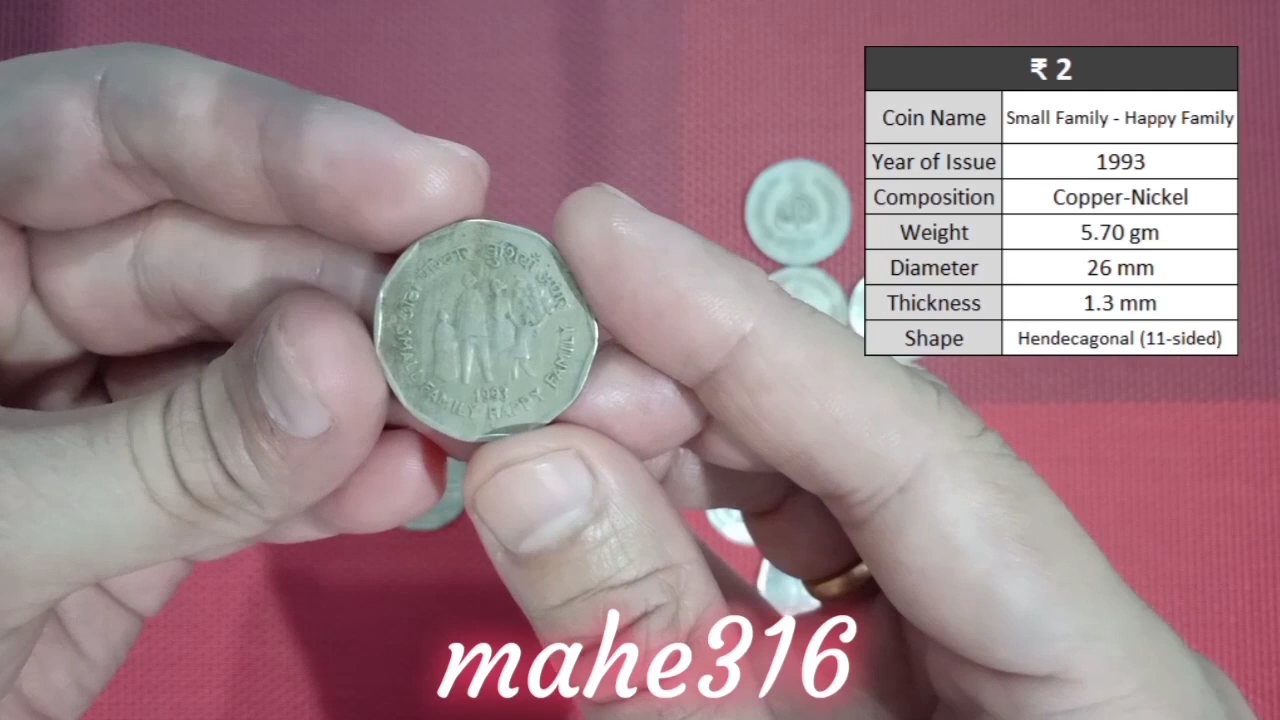 ₹ 2
Coin Name Small Family - Happy Family
Year of Issue 1993
Composition Copper-Nickel
Weight 5.70 gm
Diameter 26 mm
Thickness 1.3 mm
Shape Hendecagonal (11-sided)
खुशियाँ अपार
SMALL FAMILY HAPPY FAMILY
1993
mahe316